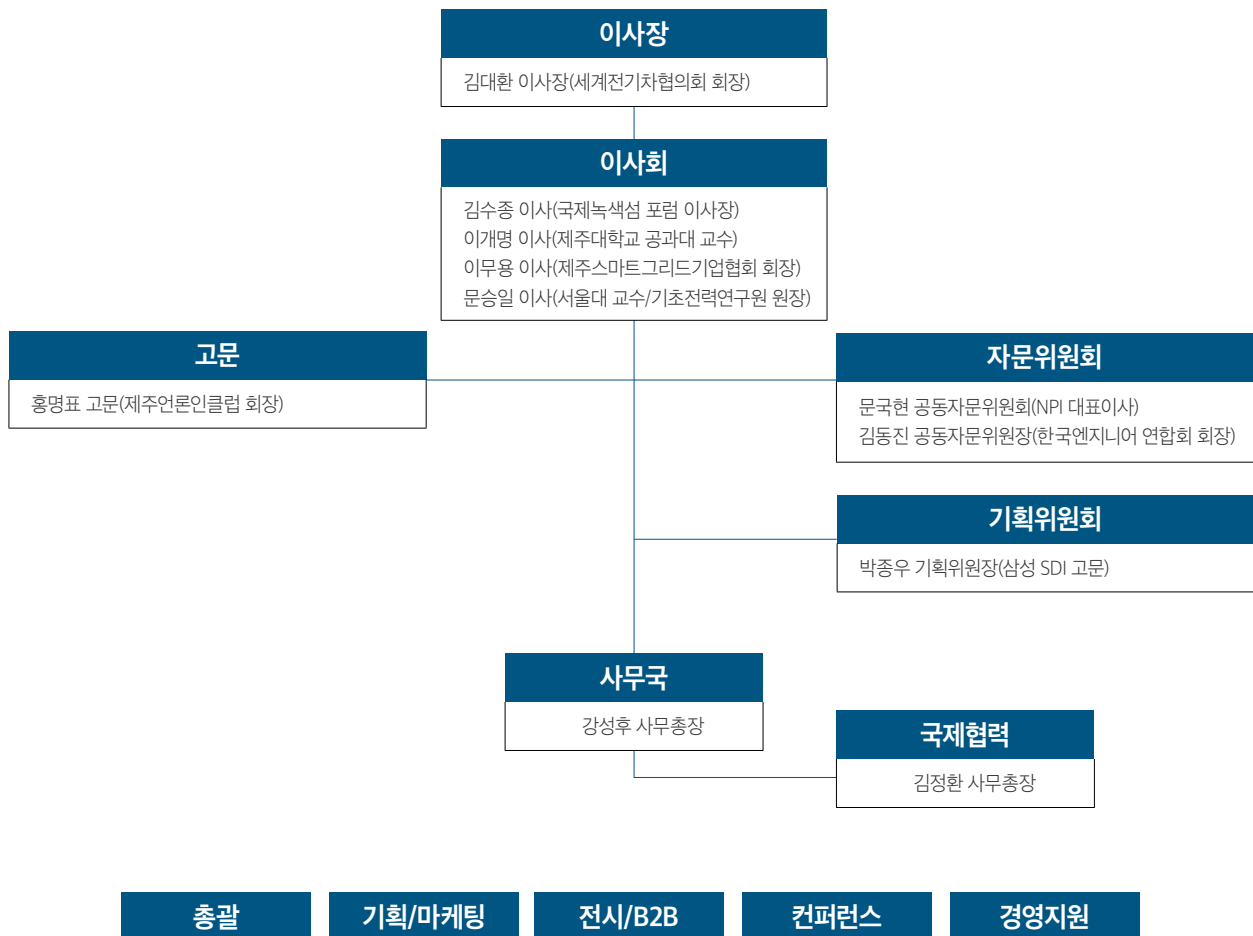 이사장
김대환 이사장(세계전기차협의회 회장)
이사회
김수종 이사(국제녹색섬 포럼 이사장)
이개명 이사(제주대학교 공과대 교수)
이무용 이사(제주스마트그리드기업협회 회장)
문승일 이사(서울대 교수/기초전력연구원 원장)
고문
홍명표 고문(제주언론인클럽 회장)
자문위원회
문국현 공동자문위원회(NPI 대표이사)
김동진 공동자문위원장(한국엔지니어 연합회 회장)
기획위원회
박종우 기획위원장(삼성 SDI 고문)
사무국
강성후 사무총장
국제협력
김정환 사무총장
총괄
기획/마케팅
전시/B2B
컨퍼런스
경영지원